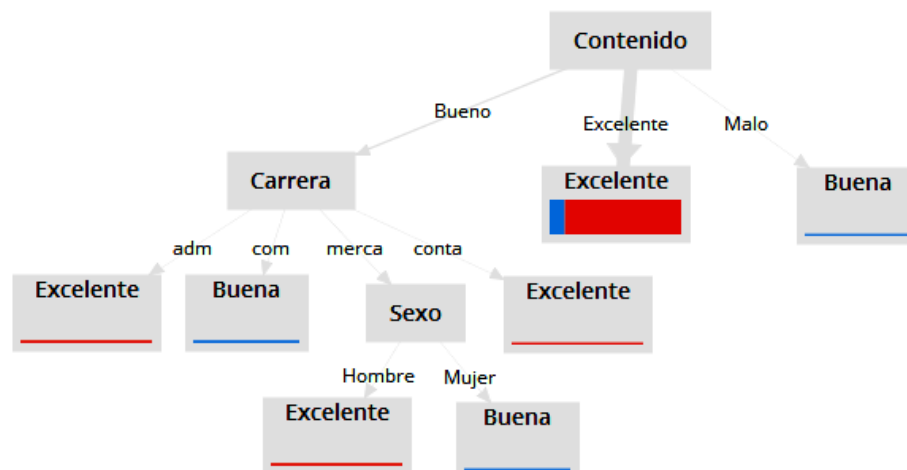 Contenido
Bueno
Excelente
Malo
Carrera
Excelente
Buena
adm
com
merca
conta
Excelente
Buena
Sexo
Excelente
Hombre
Mujer
Excelente
Buena